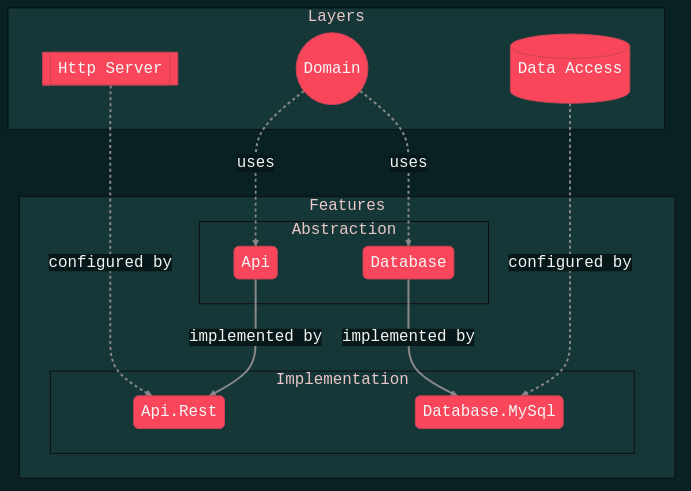 Layers
Http Server
Domain
Data Access
uses
uses
Features
Abstraction
Api
Database
configured by
configured by
implemented by
implemented by
Implementation
Api.Rest
Database.MySql